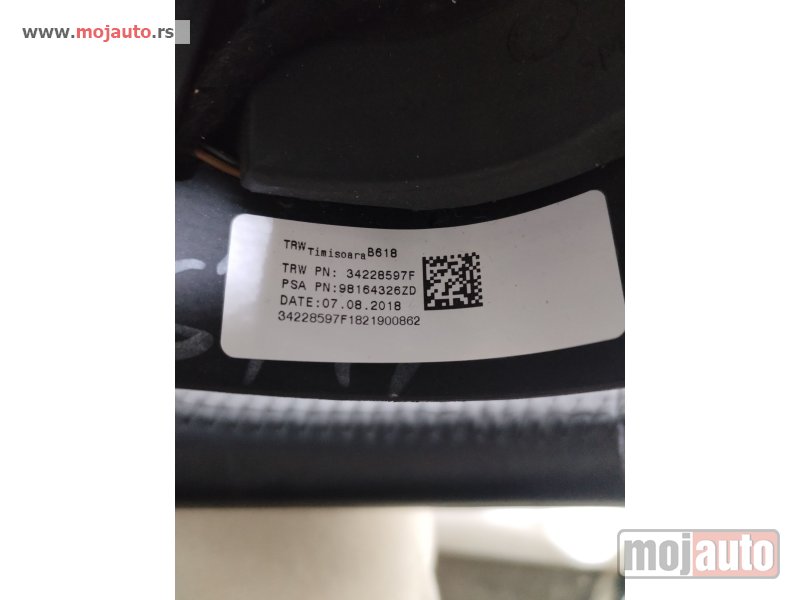 www.mojauto.rs
TRW Timisoara B618
TRW PN: 34228597F
PSA PN:98164326ZD
DATE:07.08.2018
34228597F1821900862
mojauto